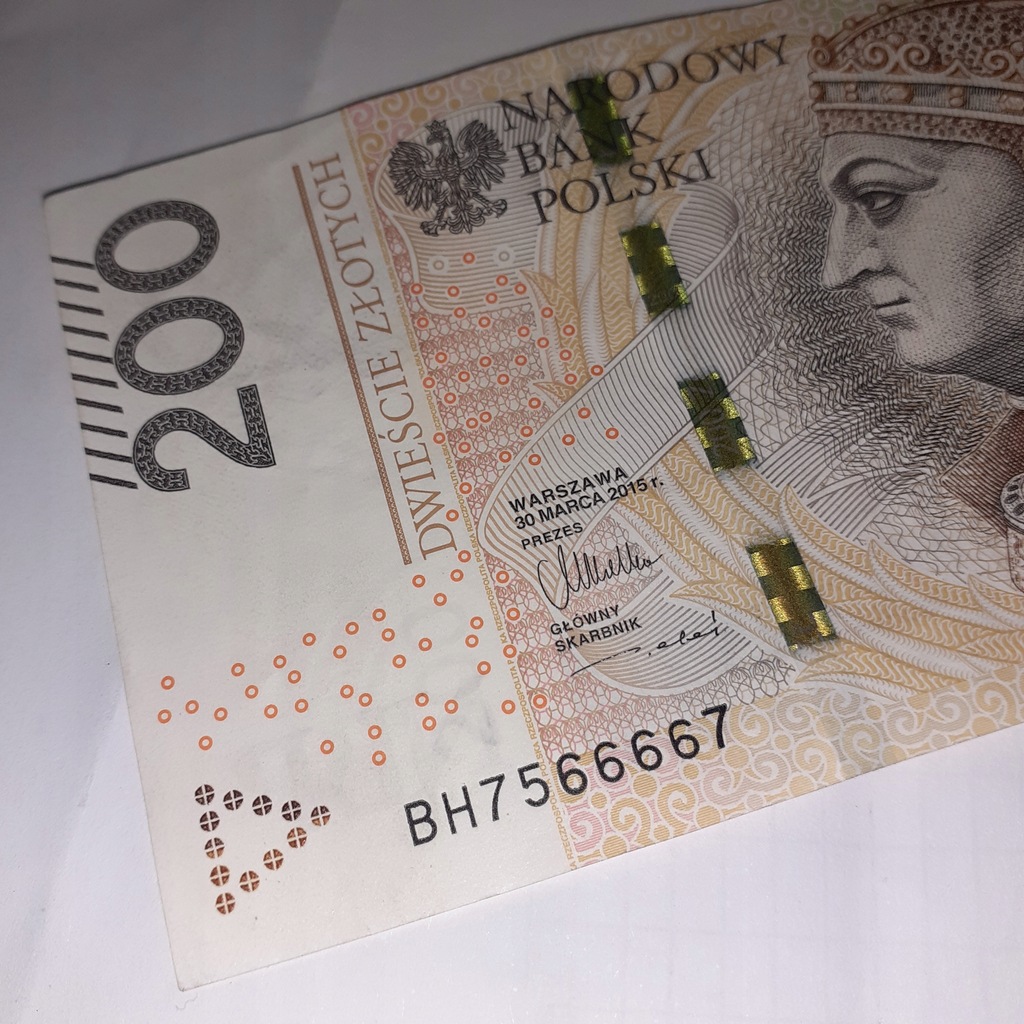 NARODOWY
BANK
POLSKI
200
DWIEŚCIE ZŁOTYCH
WARSZAWA
30 MARCA 2015 r.
PREZES
GŁÓWNY
SKARBNIK
BH7566667